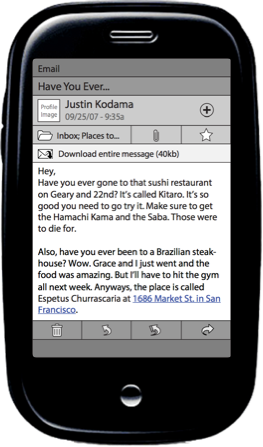 Email
Have You Ever...
Profile
Image
Justin Kodama
09/25/07 - 9:35a
Inbox; Places to...
Download entire message (40kb)
Hey,
Have you ever gone to that sushi restaurant
on Geary and 22nd? It's called Kitaro. It's so
good you need to go try it. Make sure to get
the Hamachi Kama and the Saba. Those were
to die for.
Also, have you ever been to a Brazilian steak-
house? Wow. Grace and I just went and the
food was amazing. But I'll have to hit the gym
all next week. Anyways, the place is called
Espetus Churrascaria at 1686 Market St. in San
Francisco.